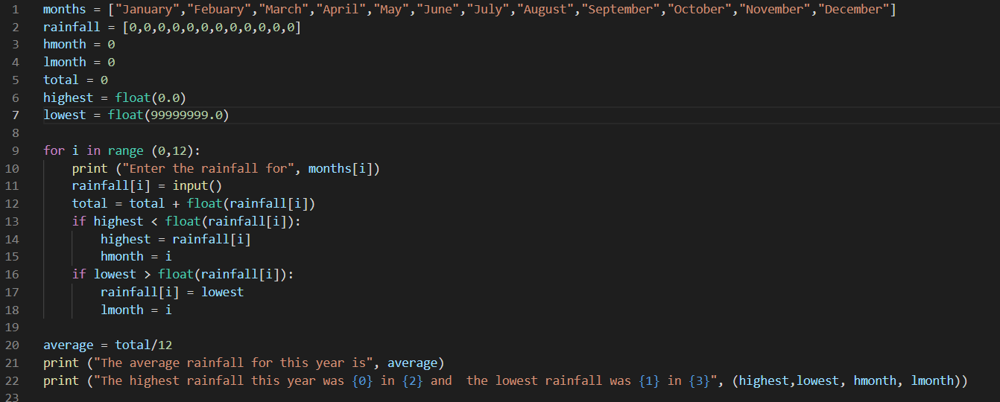 1 months = ["January","Febuary","March","April","May","June","July","August","September","October","November","December"]
2 rainfall = [0,0,0,0,0,0,0,0,0,0,0,0]
3 hmonth = 0
4 lmonth = 0
5 total = 0
6 highest = float(0.0)
7 lowest = float(99999999.0)
8
9 for i in range (0,12):
10     print ("Enter the rainfall for", months[i])
11     rainfall[i] = input()
12     total = total + float(rainfall[i])
13     if highest < float(rainfall[i]):
14         highest = rainfall[i]
15         hmonth = i
16     if lowest > float(rainfall[i]):
17         rainfall[i] = lowest
18         lmonth = i
19
20 average = total/12
21 print ("The average rainfall for this year is", average)
22 print ("The highest rainfall this year was {0} in {2} and  the lowest rainfall was {1} in {3}", (highest,lowest, hmonth, lmonth))
23